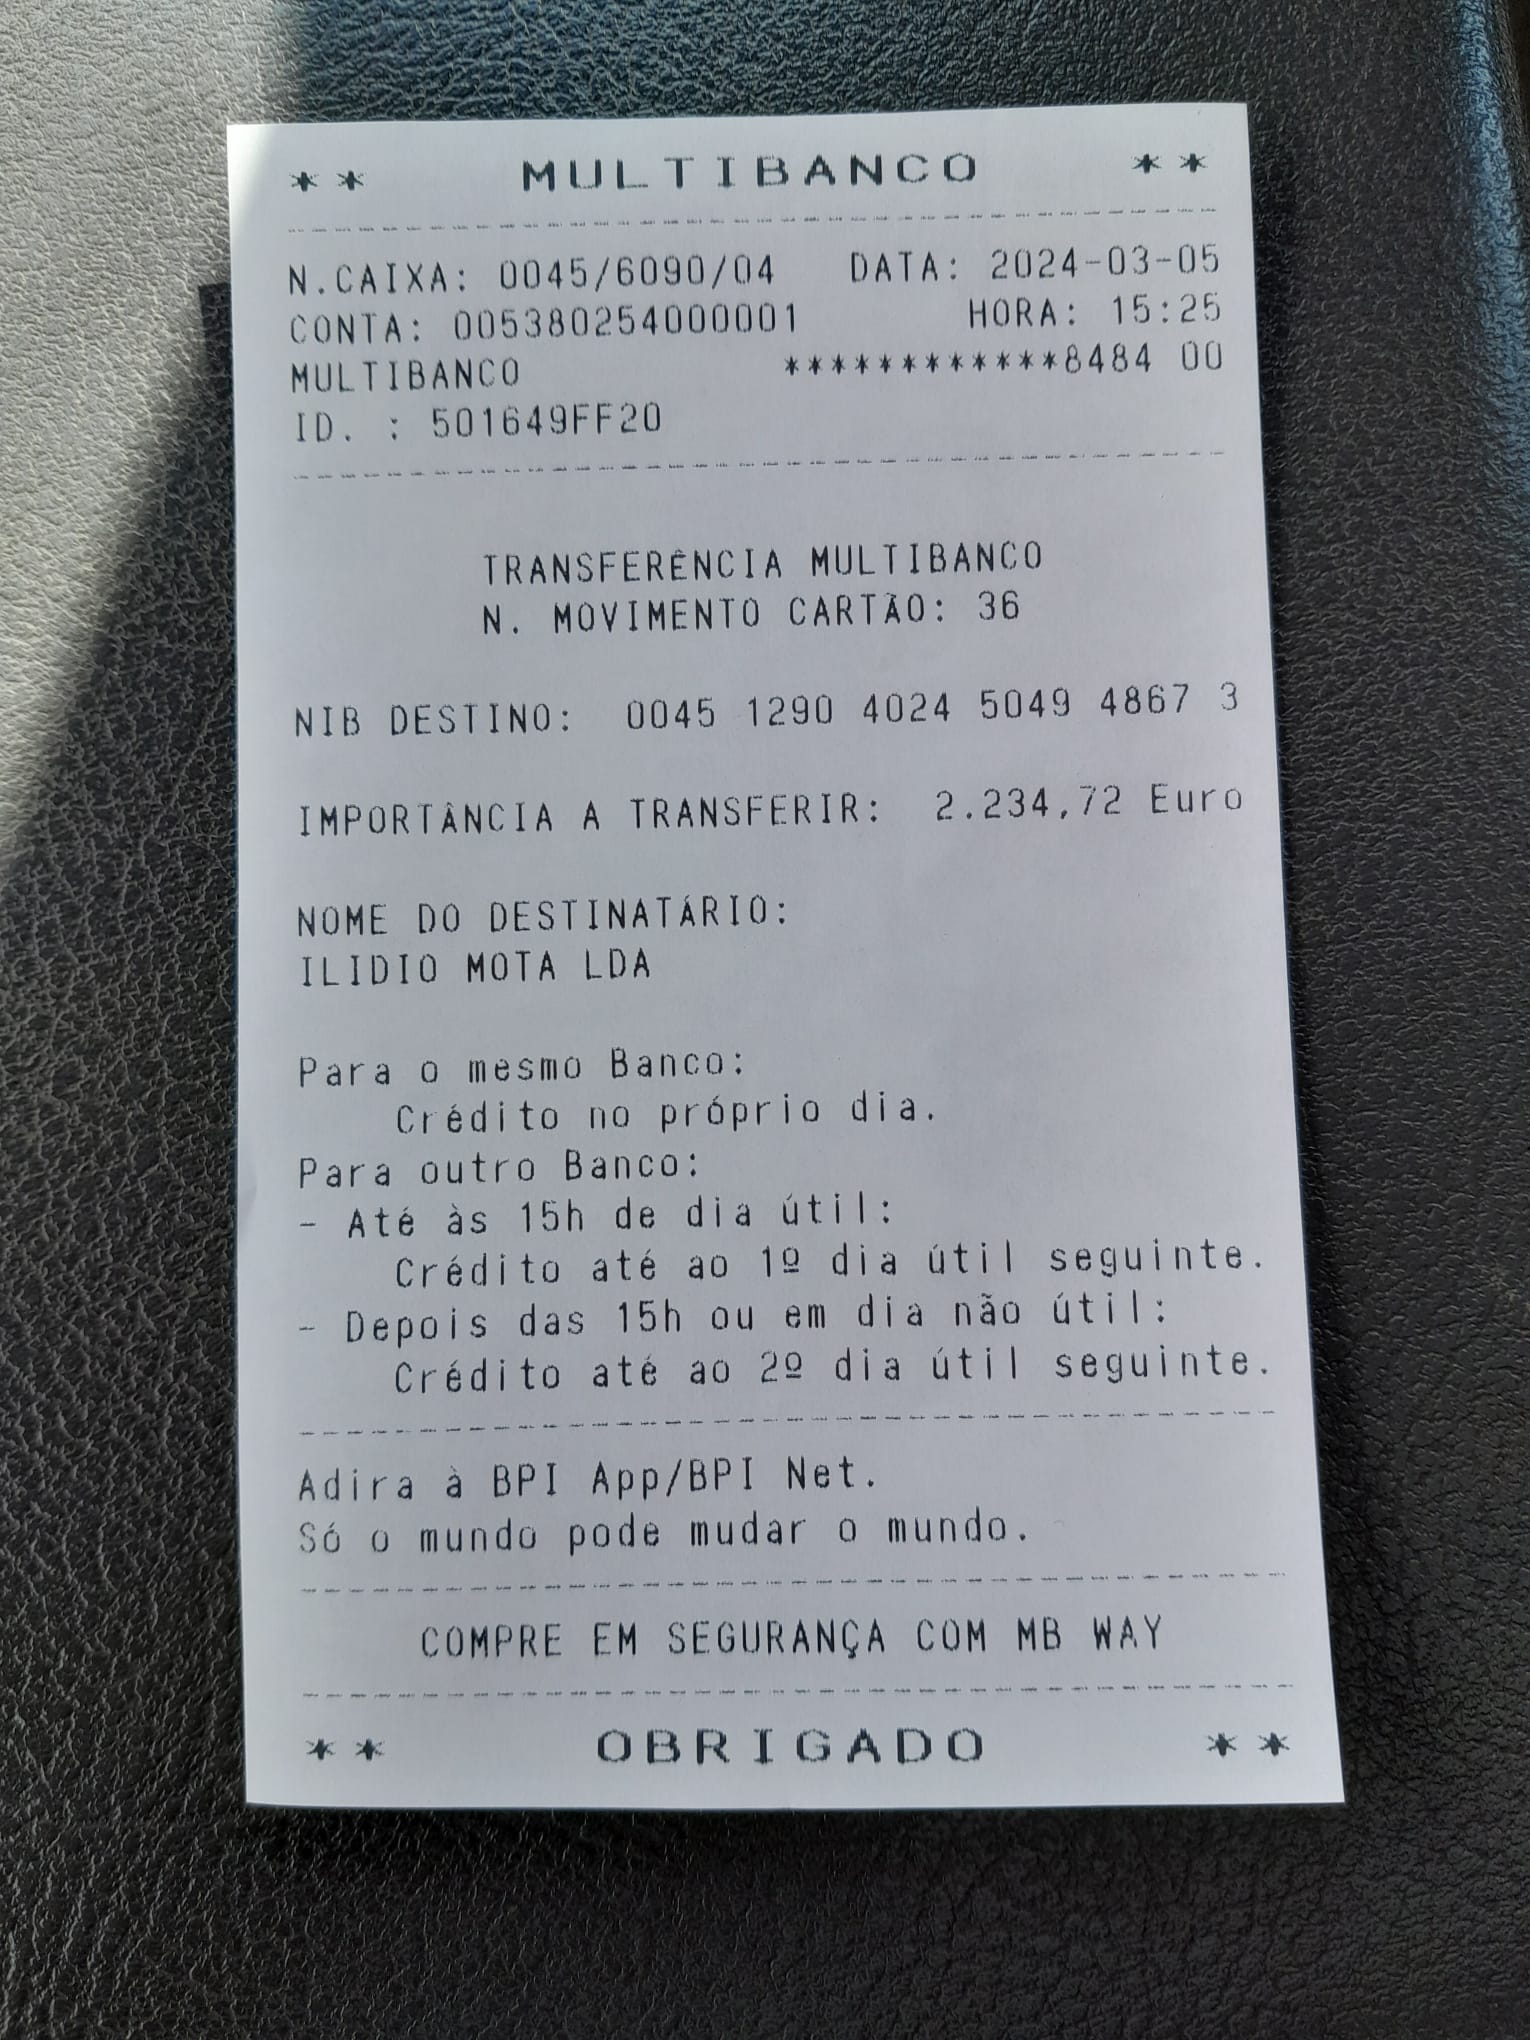 ** MULTIBANCO **
N.CAIXA: 0045/6090/04 DATA: 2024-03-05
CONTA: 005380254000001 HORA: 15:25
MULTIBANCO ************8484 00
ID. : 501649FF20
TRANSFERÊNCIA MULTIBANCO
N. MOVIMENTO CARTÃO: 36
NIB DESTINO: 0045 1290 4024 5049 4867 3
IMPORTÂNCIA A TRANSFERIR: 2.234,72 Euro
NOME DO DESTINATÁRIO:
ILIDIO MOTA LDA
Para o mesmo Banco:
Crédito no próprio dia.
Para outro Banco:
- Até às 15h de dia útil:
Crédito até ao 1º dia útil seguinte.
- Depois das 15h ou em dia não útil:
Crédito até ao 2º dia útil seguinte.
Adira à BPI App/BPI Net.
Só o mundo pode mudar o mundo.
COMPRE EM SEGURANÇA COM MB WAY
** OBRIGADO **